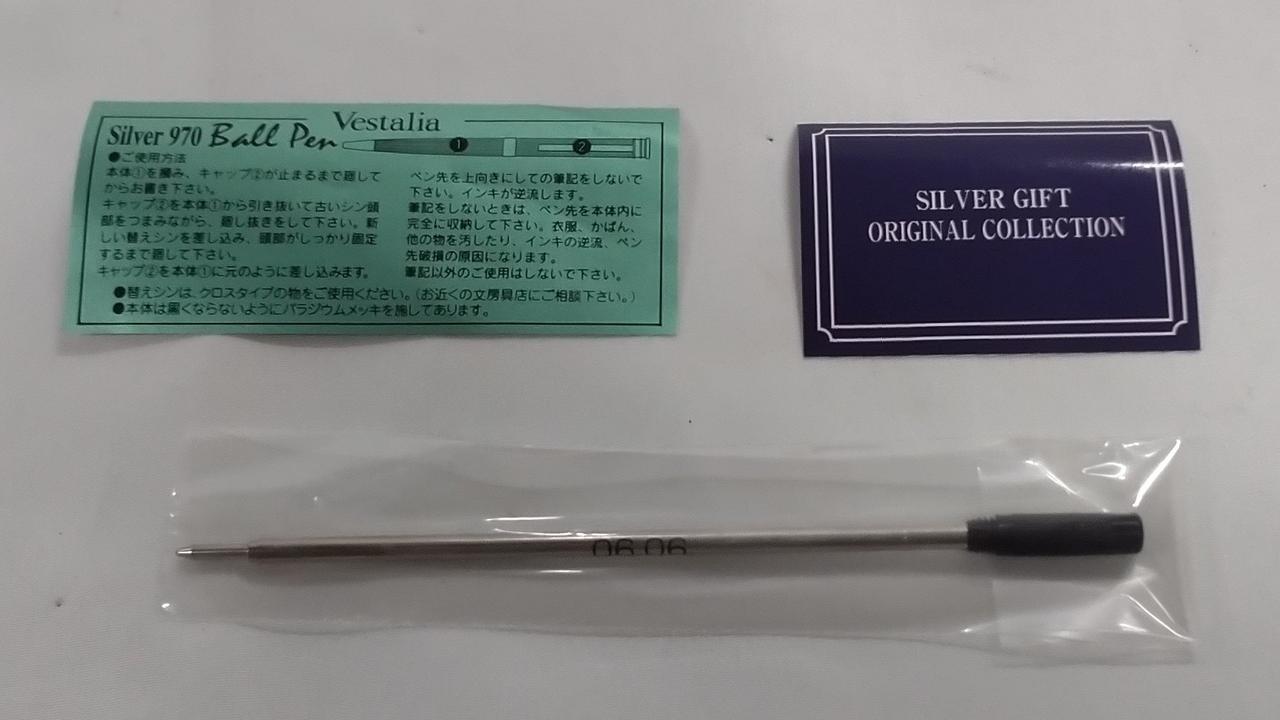 Vestalia
Silver 970 Ball Pen
① ②
●ご使用方法
本体①を摑み、キャップ②が止まるまで廻して
からお書き下さい。
キャップ②を本体①から引き抜いて古いシン頭
部をつまみながら、廻し抜きをして下さい。新
しい替えシンを差し込み、頭部がしっかり固定
するまで廻して下さい。
キャップ②を本体①に元のように差し込みます。
ペン先を上向きにしての筆記をしないで
下さい。インキが逆流します。
筆記をしないときは、ペン先を本体内に
完全に収納して下さい。衣服、かばん、
他の物を汚したり、インキの逆流、ペン
先破損の原因になります。
筆記以外のご使用はしないで下さい。
●替えシンは、クロスタイプの物をご使用ください。(お近くの文房具店にご相談下さい。)
●本体は黒くならないようにパラジウムメッキを施してあります。
SILVER GIFT
ORIGINAL COLLECTION
06.06